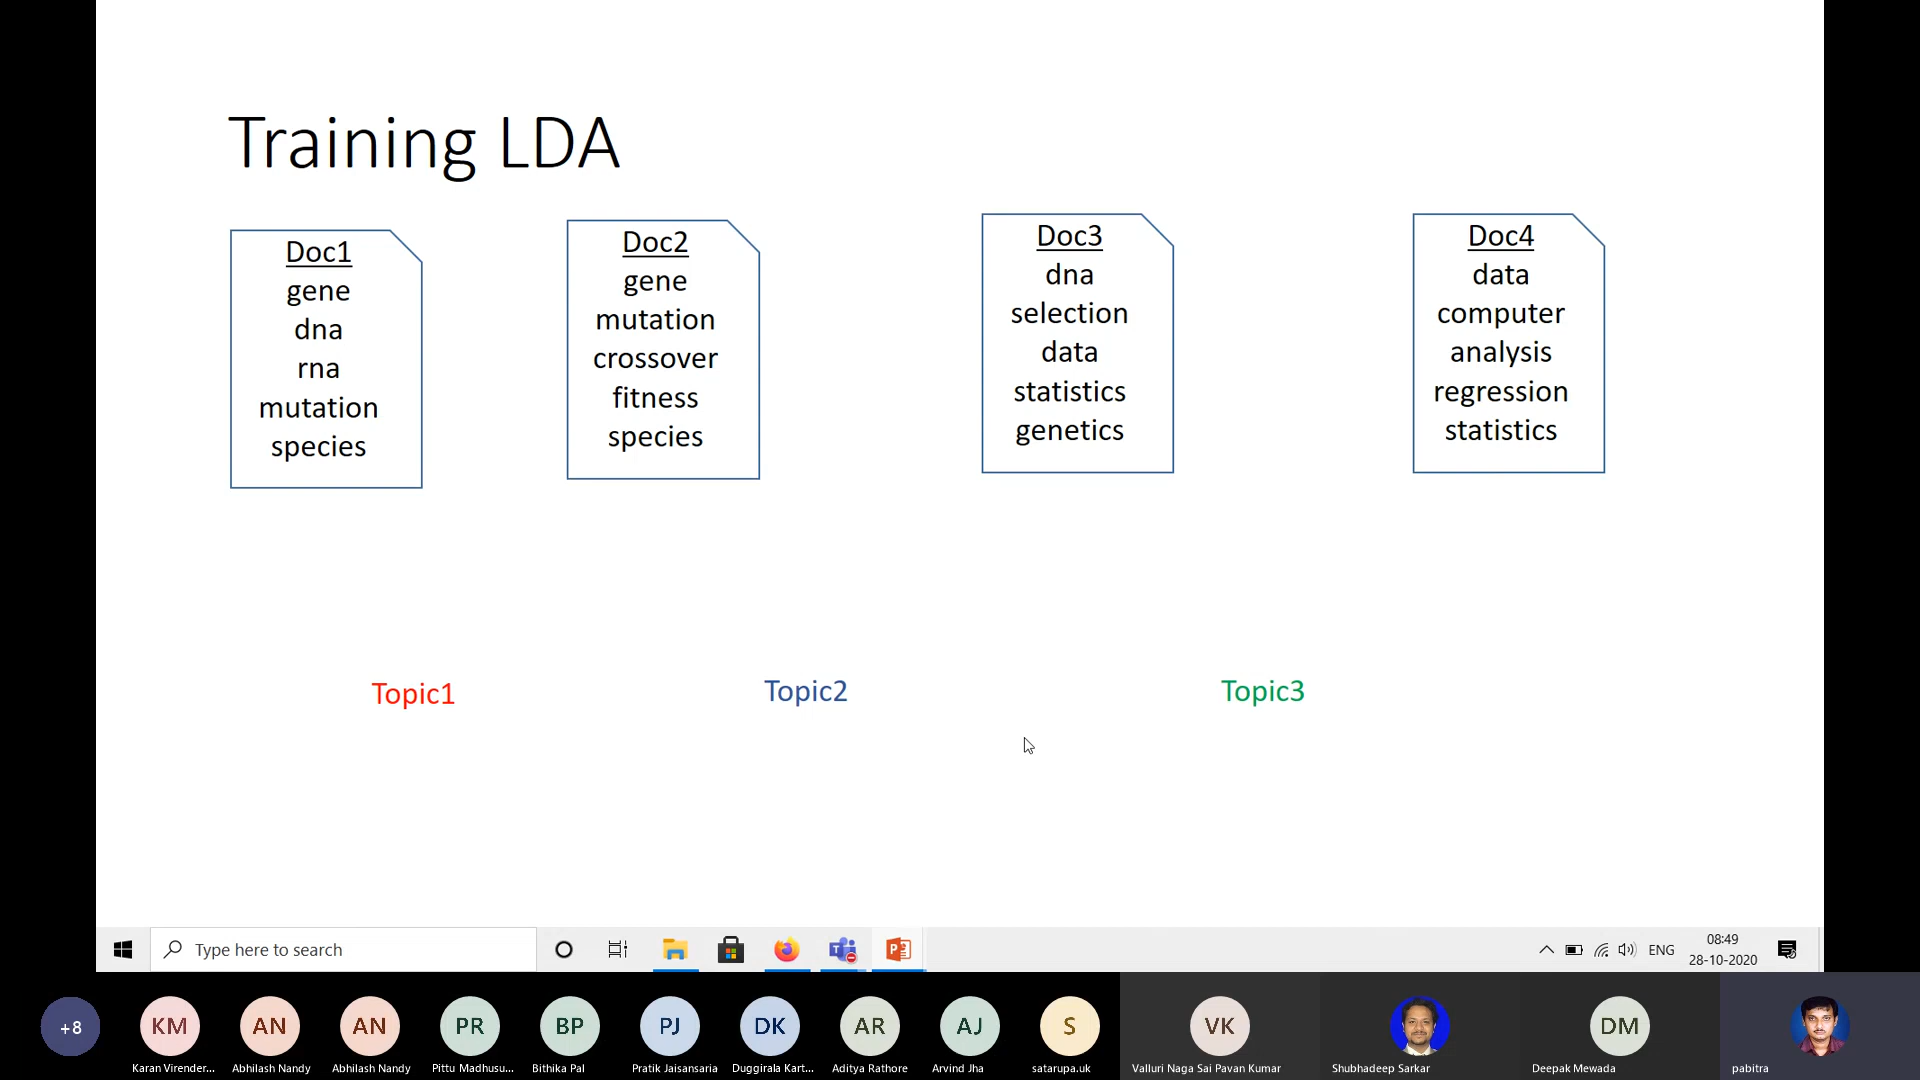 Training LDA
Doc1
gene
dna
rna
mutation
species
Doc2
gene
mutation
crossover
fitness
species
Doc3
dna
selection
data
statistics
genetics
Doc4
data
computer
analysis
regression
statistics
Topic1
Topic2
Topic3
Type here to search
ENG
08:49
28-10-2020
+8
KM
AN
AN
PR
BP
PJ
DK
AR
AJ
S
VK
DM
Karan Virender...
Abhilash Nandy
Abhilash Nandy
Pittu Madhusu...
Bithika Pal
Pratik Jaisansaria
Duggirala Kart...
Aditya Rathore
Arvind Jha
satarupa.uk
Valluri Naga Sai Pavan Kumar
Shubhadeep Sarkar
Deepak Mewada
pabitra